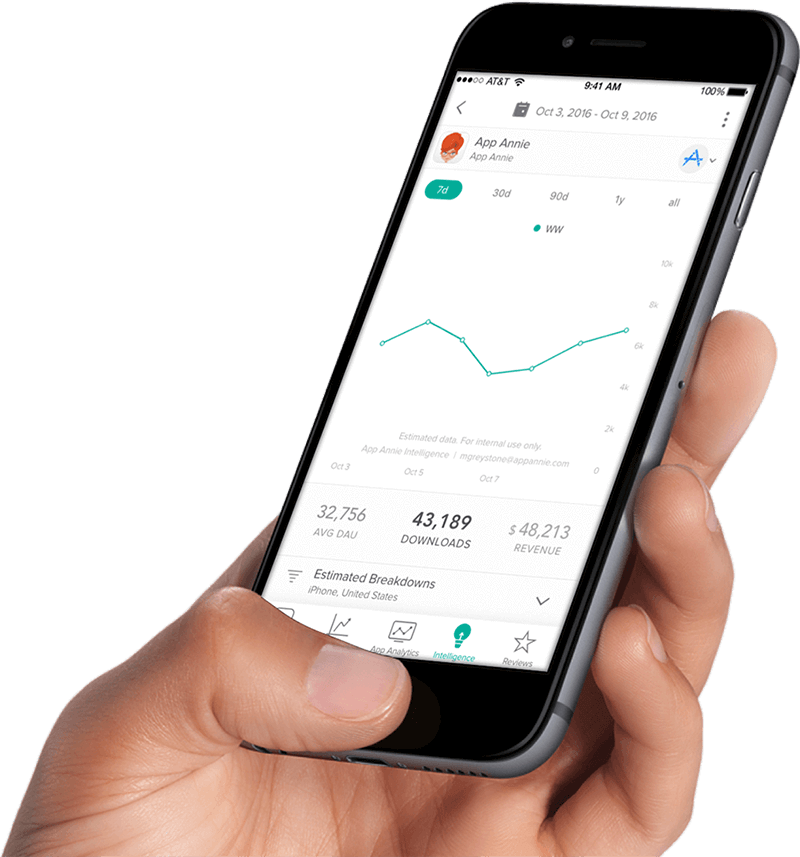 AT&T 9:41 AM 100%
Oct 3, 2016 - Oct 9, 2016
App Annie
App Annie
7d 30d 90d 1y all
WW
10k
8k
6k
4k
2k
0
Estimated data. For internal use only.
App Annie Intelligence | mgreystone@appannie.com
Oct 3 Oct 5 Oct 7
32,756 43,189 $ 48,213
AVG DAU DOWNLOADS REVENUE
Estimated Breakdowns
iPhone, United States
App Analytics Intelligence Reviews